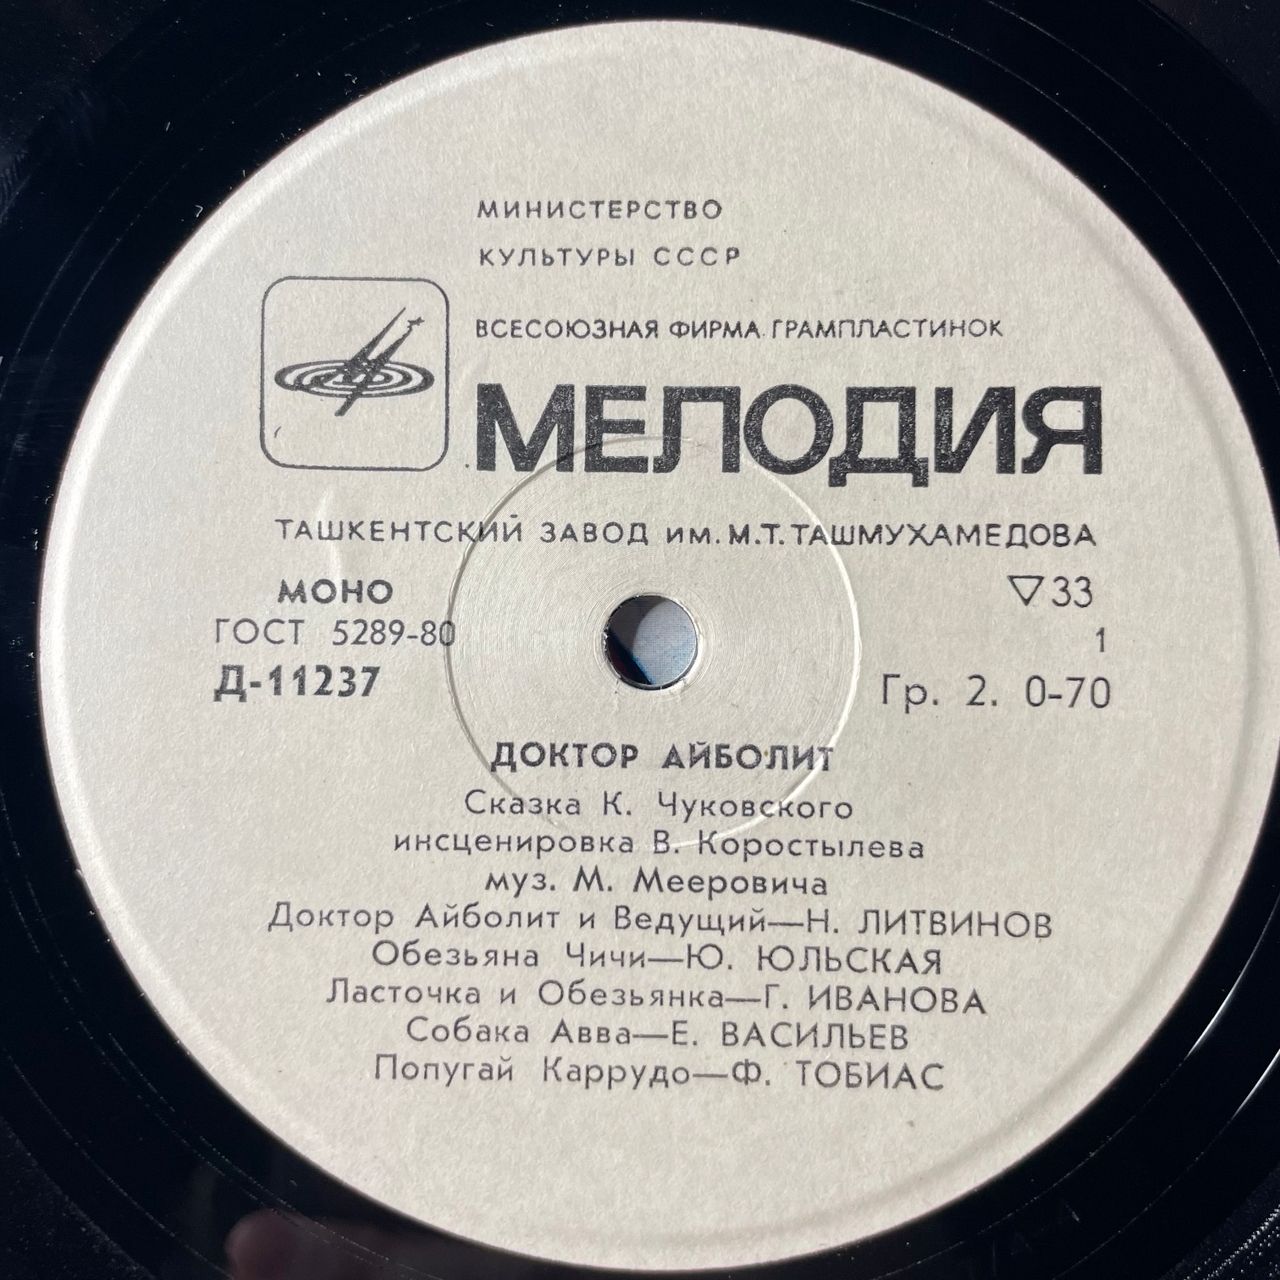 МИНИСТЕРСТВО
КУЛЬТУРЫ СССР
ВСЕСОЮЗНАЯ ФИРМА ГРАМПЛАСТИНОК
МЕЛОДИЯ
ТАШКЕНТСКИЙ ЗАВОД им. М.Т. ТАШМУХАМЕДОВА
МОНО ▽33
ГОСТ 5289-80 1
Д-11237 Гр. 2. 0-70
ДОКТОР АЙБОЛИТ
Сказка К. Чуковского
инсценировка В. Коростылева
муз. М. Мееровича
Доктор Айболит и Ведущий—Н. ЛИТВИНОВ
Обезьяна Чичи—Ю. ЮЛЬСКАЯ
Ласточка и Обезьянка—Г. ИВАНОВА
Собака Авва—Е. ВАСИЛЬЕВ
Попугай Каррудо—Ф. ТОБИАС